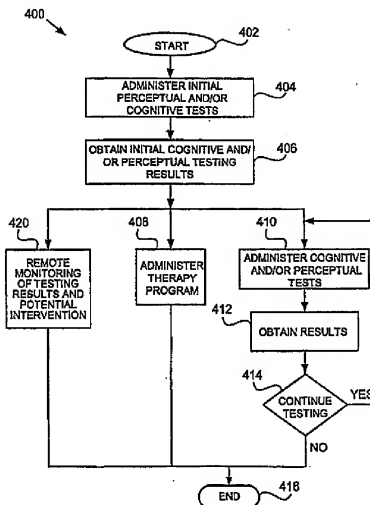 400
START
402
ADMINISTER INITIAL
PERCEPTUAL AND/OR
COGNITIVE TESTS
404
OBTAIN INITIAL COGNITIVE AND/
OR PERCEPTUAL TESTING
RESULTS
406
420
REMOTE
MONITORING
OF TESTING
RESULTS AND
POTENTIAL
INTERVENTION
408
ADMINISTER
THERAPY
PROGRAM
410
ADMINISTER COGNITIVE
AND/OR PERCEPTUAL
TESTS
412
OBTAIN RESULTS
414
CONTINUE
TESTING
YES
NO
END
416